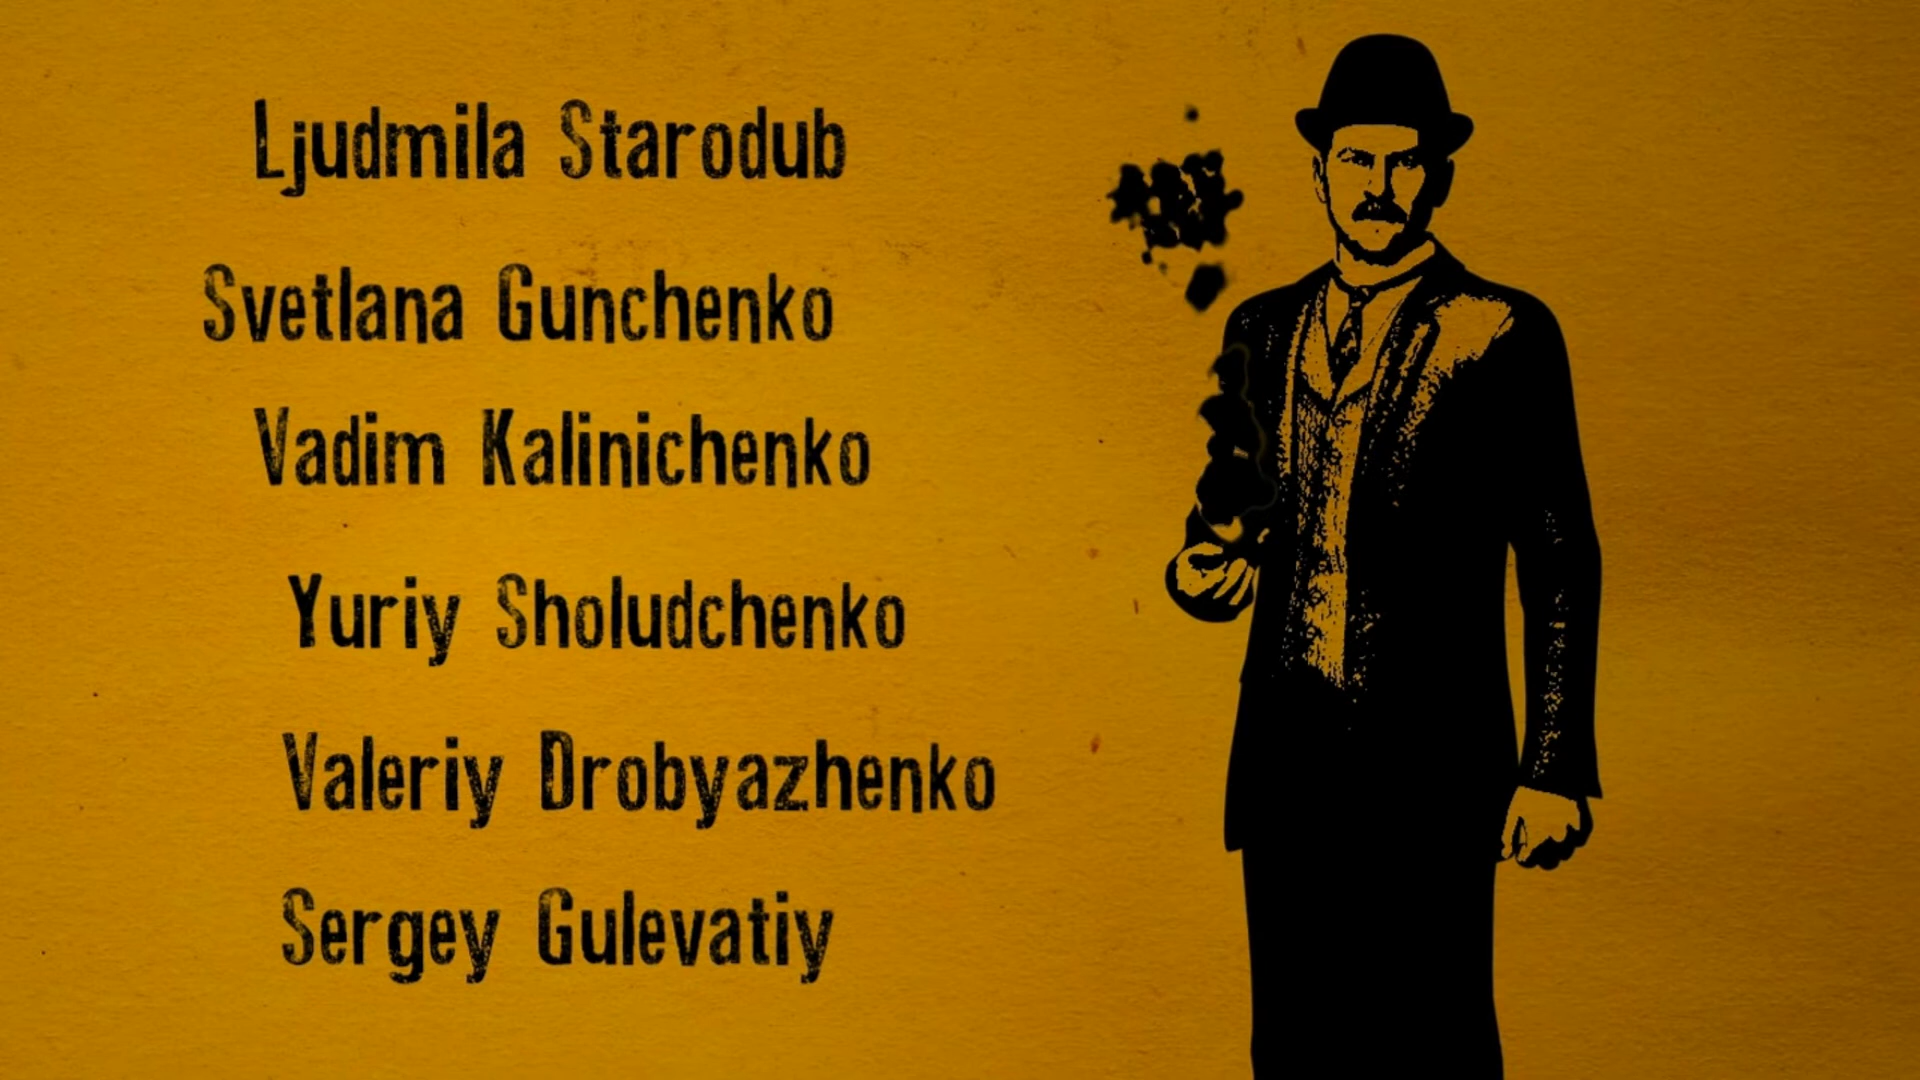 Ljudmila Starodub
Svetlana Gunchenko
Vadim Kalinichenko
Yuriy Sholudchenko
Valeriy Drobyazhenko
Sergey Gulevatiy